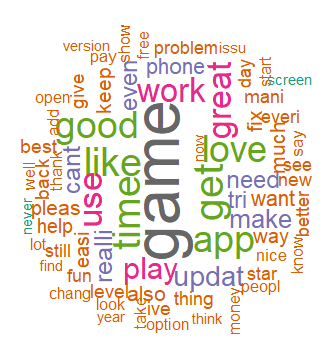 version
show
free
pay
problem
issu
open
give
keep
even
phone
day
start
screen
add
work
great
mani
good
fix
everi
best
well
thank
back
cant
like
time
game
now
get
love
much
say
see
never
pleas
use
need
new
tri
want
better
help
easi
realli
make
lot
still
app
way
find
fun
play
updat
star
nice
know
chang
level
also
thing
peopl
look
year
take
ive
option
think
money